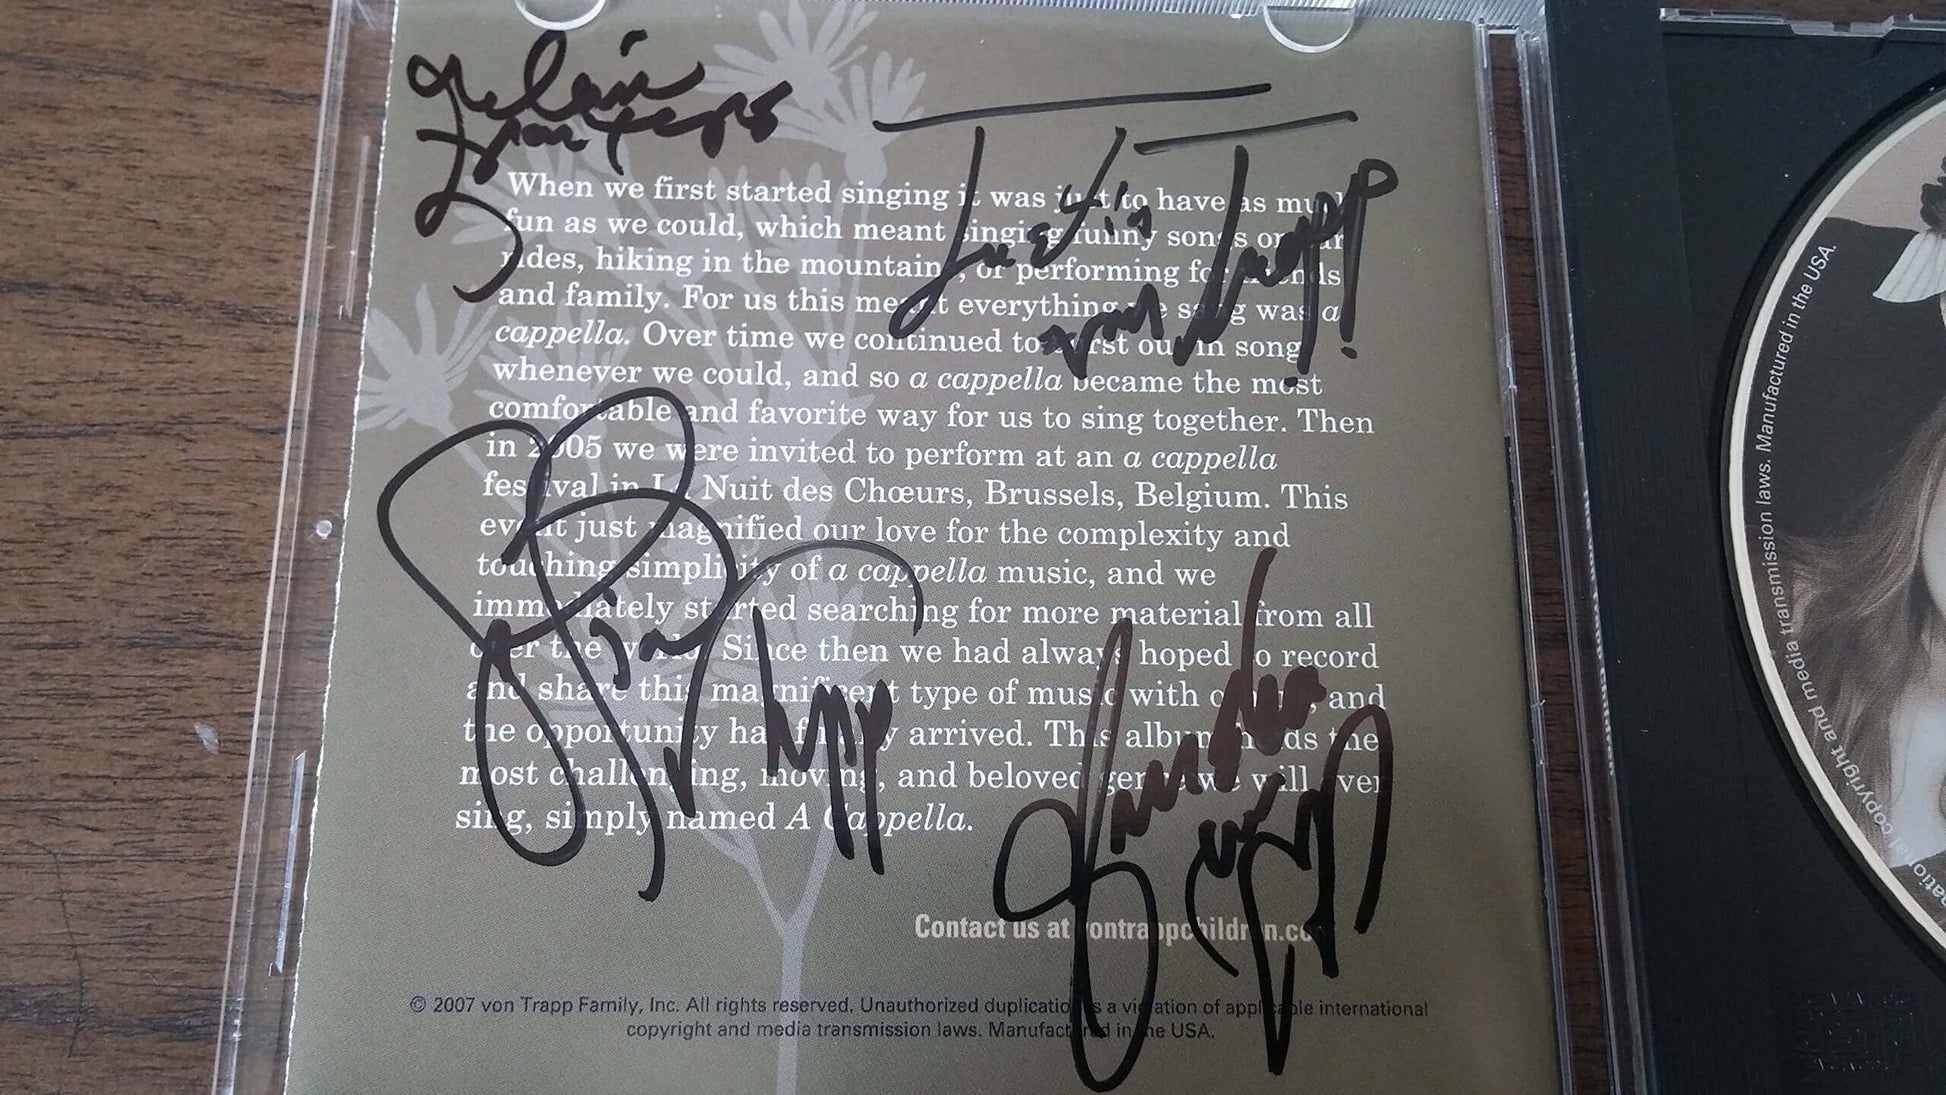 Justin
von Trapp!
When we first started singing it was just to have as much
fun as we could, which meant singing funny songs on
rides, hiking in the mountains, or performing for friends
and family. For us this meant everything we sang was a
cappella. Over time we continued to burst out in song
whenever we could, and so a cappella became the most
comfortable and favorite way for us to sing together. Then
in 2005 we were invited to perform at an a cappella
festival in La Nuit des Chœurs, Brussels, Belgium. This
event just magnified our love for the complexity and
touching simplicity of a cappella music, and we
immediately started searching for more material from all
over the world. Since then we had always hoped to record
and share this magnificent type of music with others, and
the opportunity has finally arrived. This album holds the
most challenging, moving, and beloved genre we will ever
sing, simply named A Cappella.
Contact us at vontrappchildren.com
© 2007 von Trapp Family, Inc. All rights reserved. Unauthorized duplication is a violation of applicable international
copyright and media transmission laws. Manufactured in the USA.
copyright and media transmission laws. Manufactured in the USA.